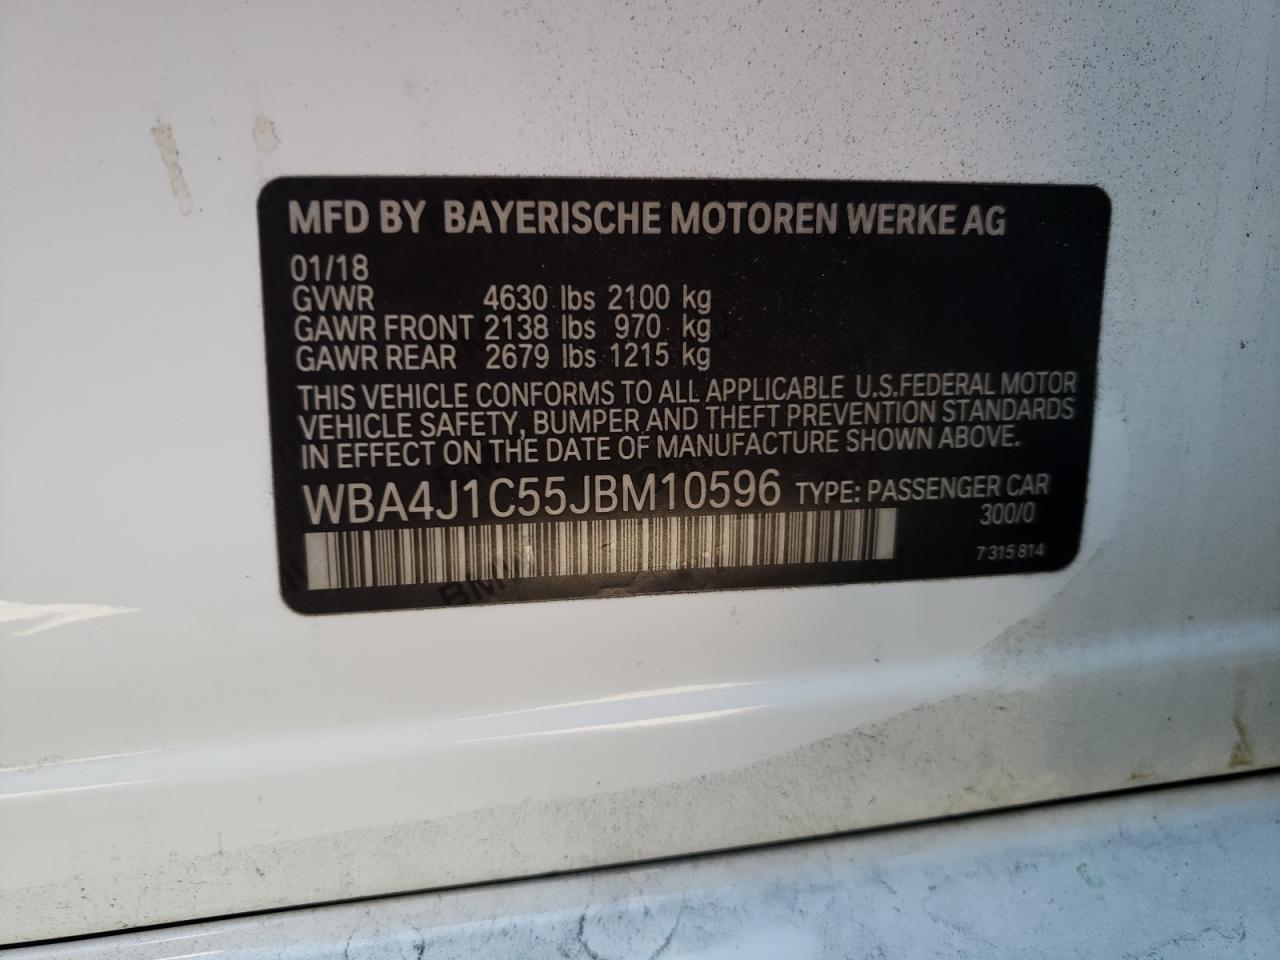 MFD BY BAYERISCHE MOTOREN WERKE AG
01/18
GVWR 4630 lbs 2100 kg
GAWR FRONT 2138 lbs 970 kg
GAWR REAR 2679 lbs 1215 kg
THIS VEHICLE CONFORMS TO ALL APPLICABLE U.S.FEDERAL MOTOR
VEHICLE SAFETY, BUMPER AND THEFT PREVENTION STANDARDS
IN EFFECT ON THE DATE OF MANUFACTURE SHOWN ABOVE.
WBA4J1C55JBM10596 TYPE: PASSENGER CAR
300/0
7 315 814
BMW